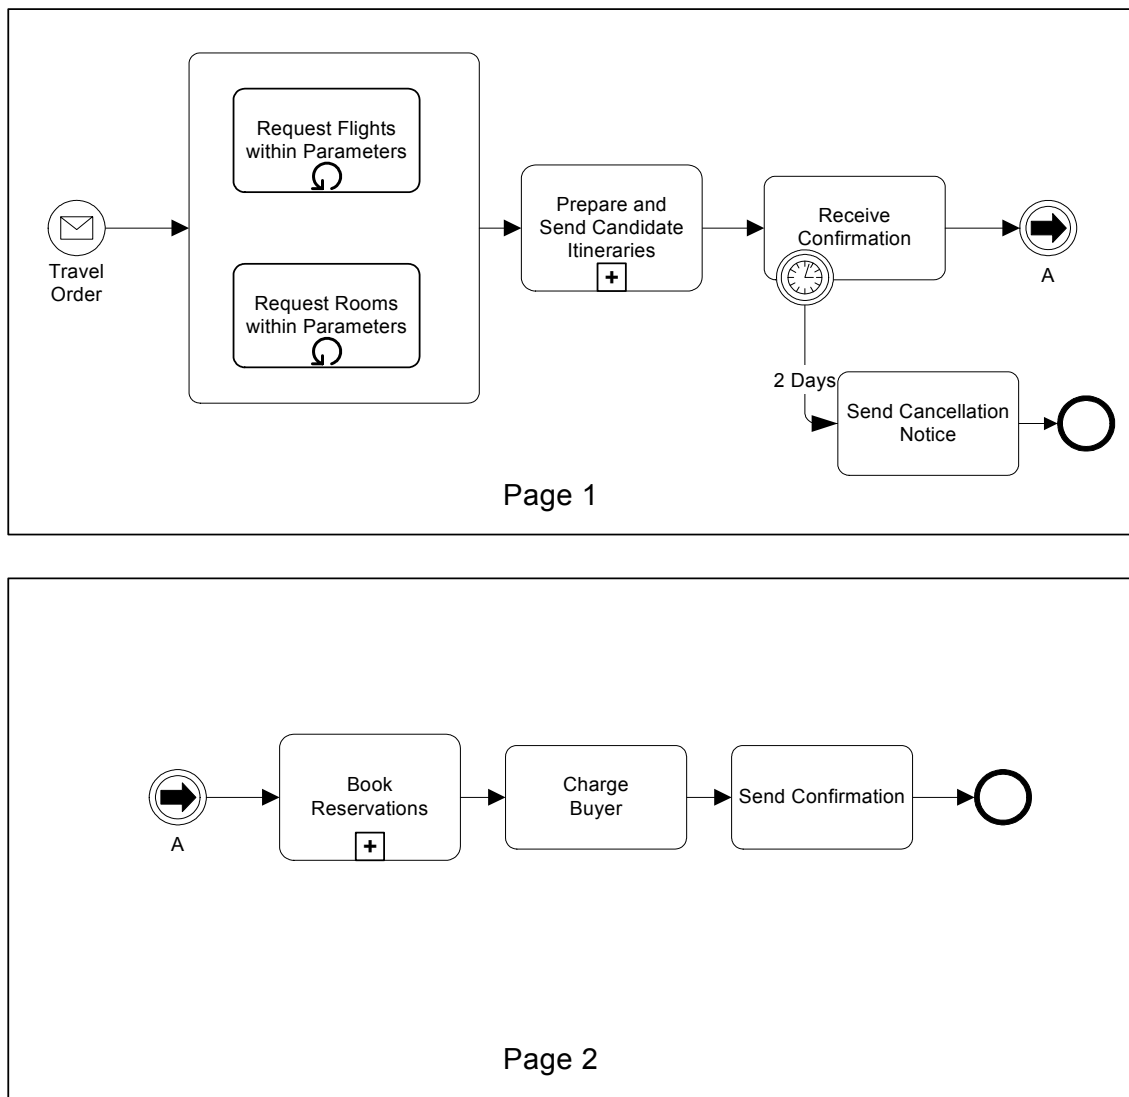 Request Flights
within Parameters
Travel
Order
Request Rooms
within Parameters
Prepare and
Send Candidate
Itineraries
+
Receive
Confirmation
A
2 Days
Send Cancellation
Notice
Page 1
A
Book
Reservations
+
Charge
Buyer
Send Confirmation
Page 2